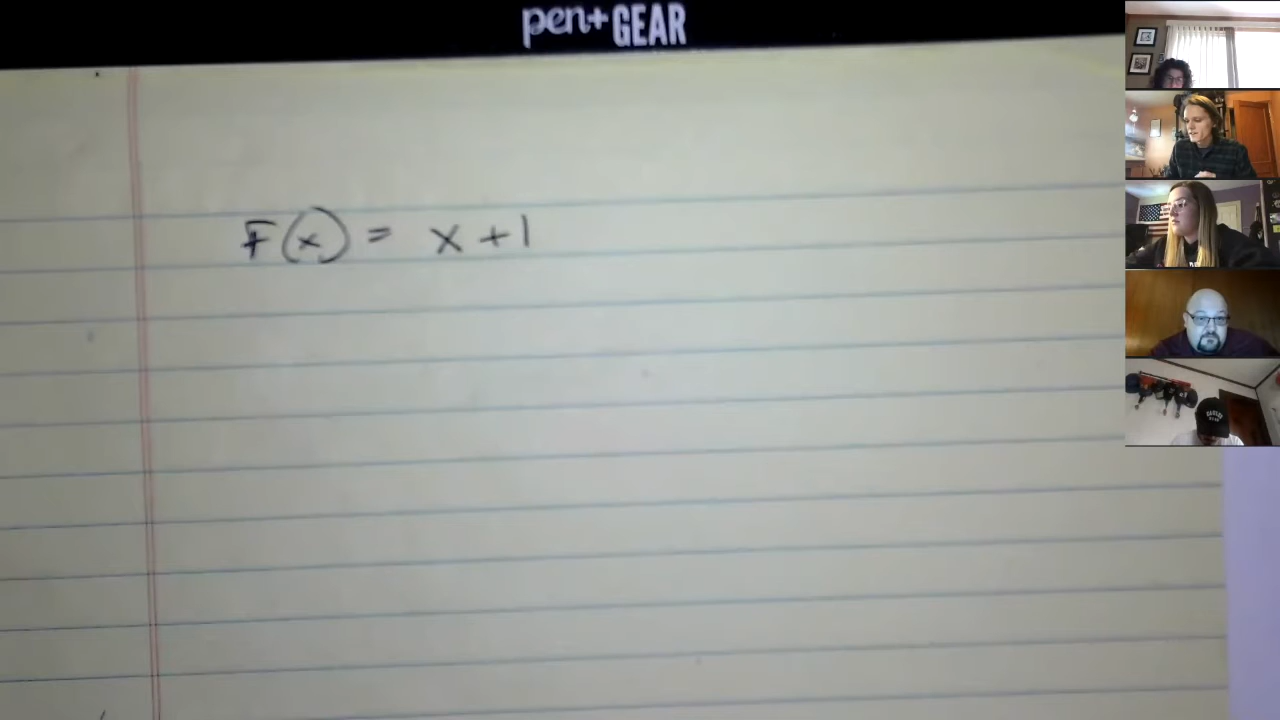 pen+GEAR
F(x) = x + 1